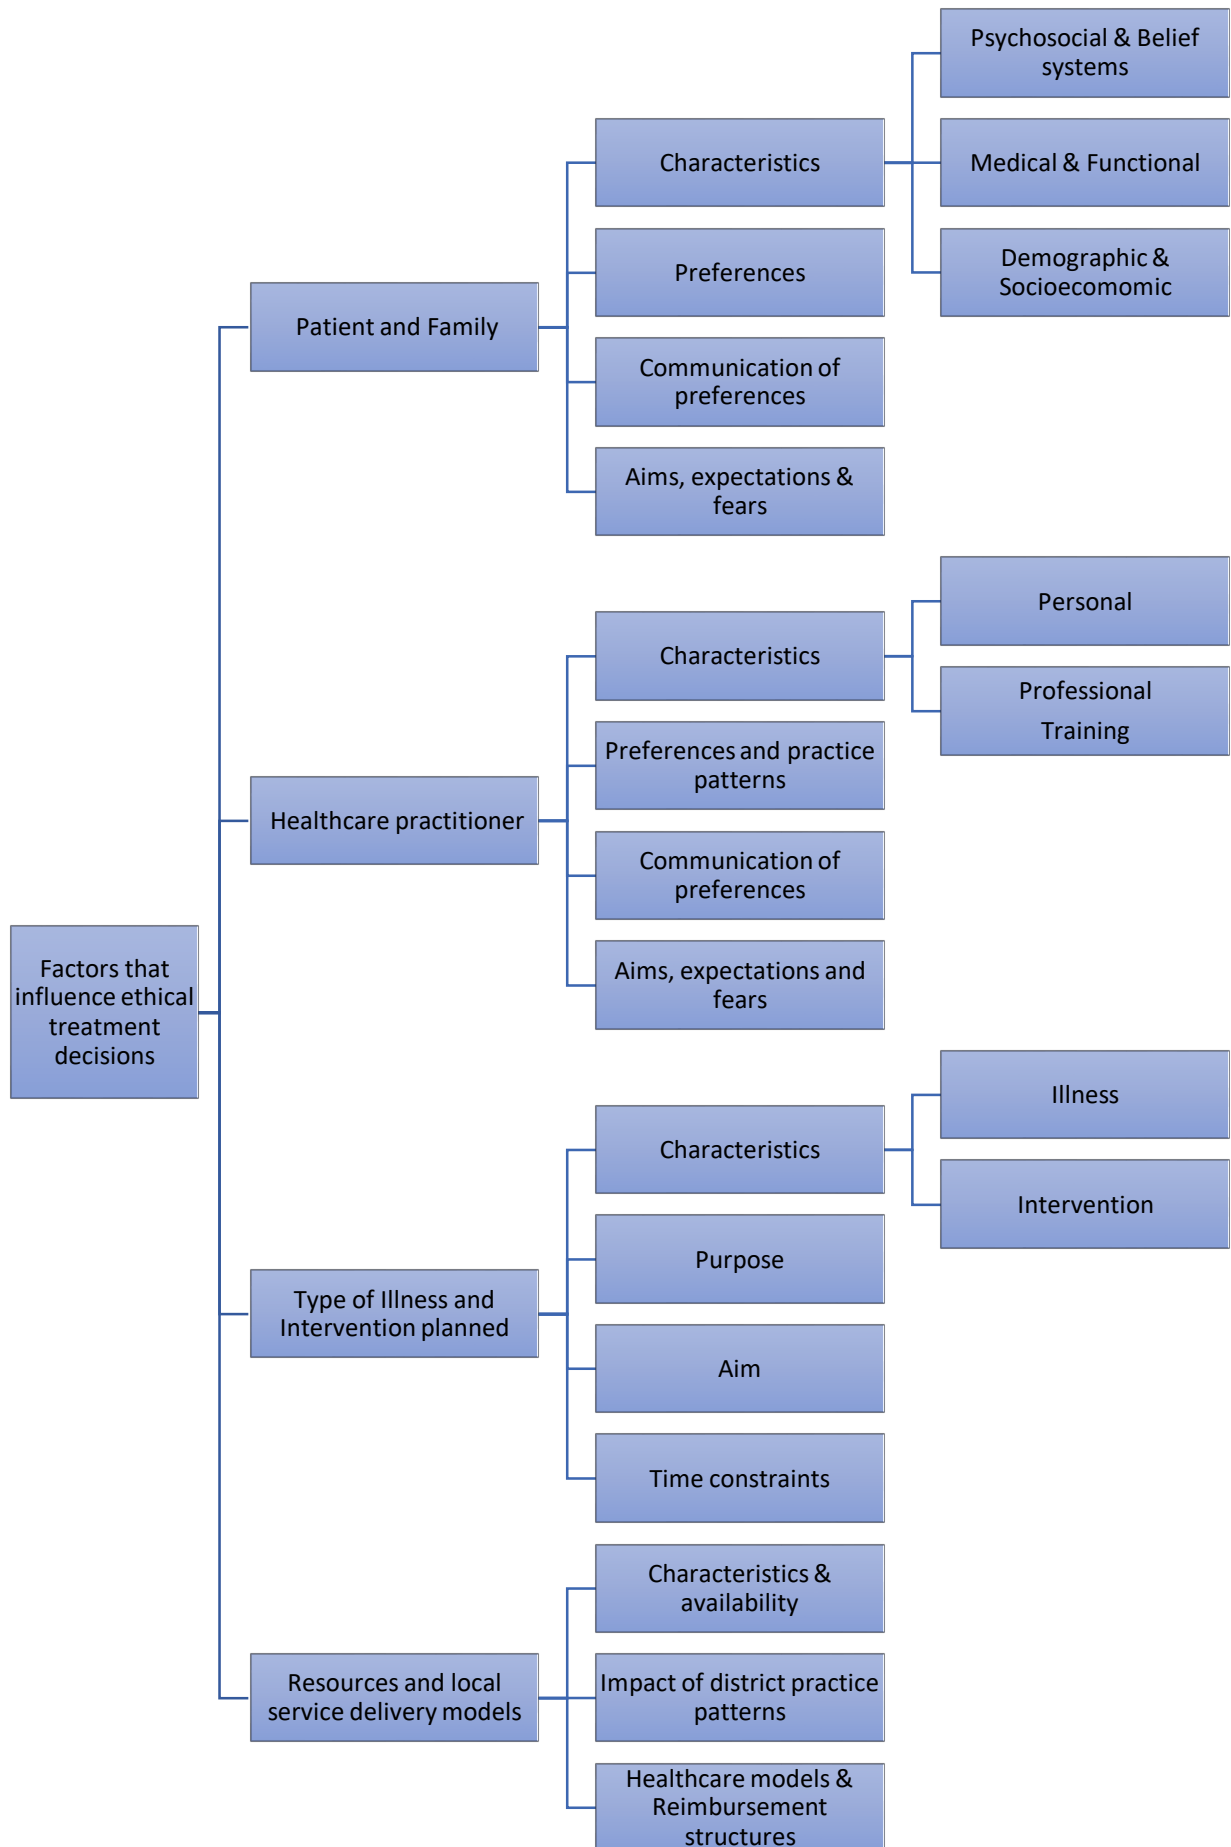 Factors that
influence ethical
treatment
decisions
Patient and Family
Characteristics
Psychosocial & Belief
systems
Medical & Functional
Demographic &
Socioecomomic
Preferences
Communication of
preferences
Aims, expectations &
fears
Healthcare practitioner
Characteristics
Personal
Professional
Training
Preferences and practice
patterns
Communication of
preferences
Aims, expectations and
fears
Type of Illness and
Intervention planned
Characteristics
Illness
Intervention
Purpose
Aim
Time constraints
Resources and local
service delivery models
Characteristics &
availability
Impact of district practice
patterns
Healthcare models &
Reimbursement
structures